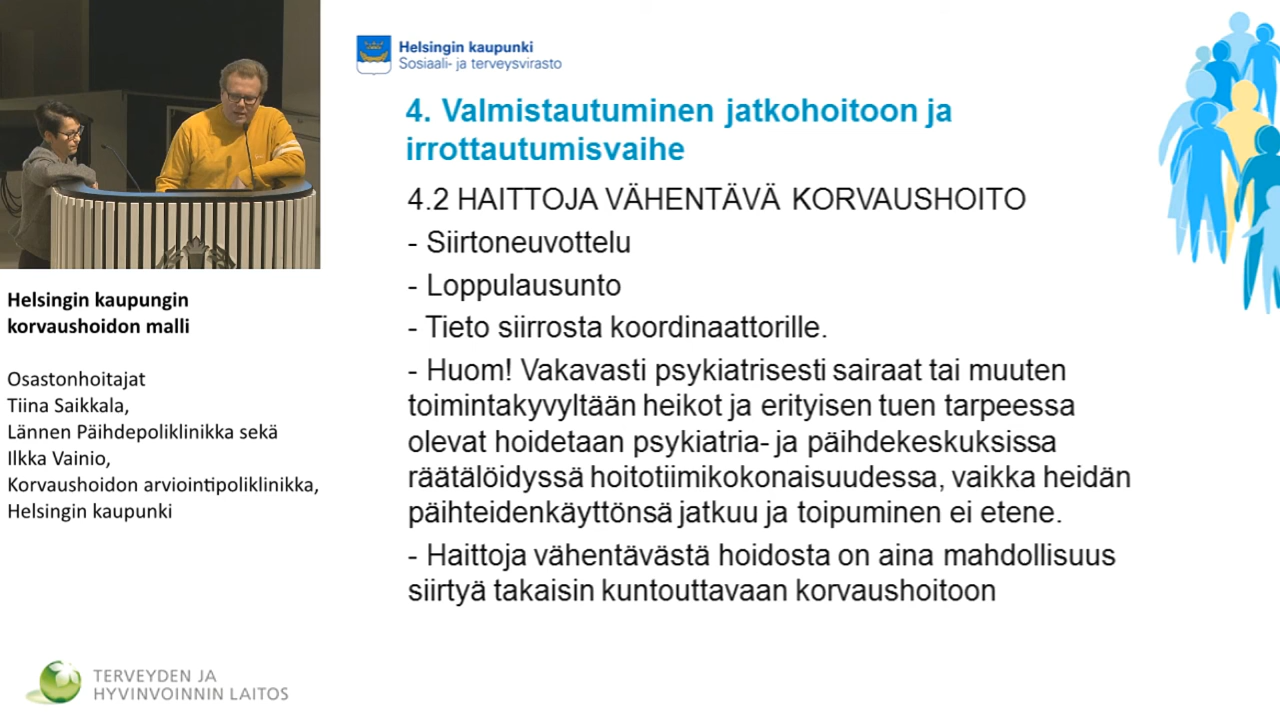 Helsingin kaupunki
Sosiaali- ja terveysvirasto
4. Valmistautuminen jatkohoitoon ja
irrottautumisvaihe
4.2 HAITTOJA VÄHENTÄVÄ KORVAUSHOITO
- Siirtoneuvottelu
- Loppulausunto
- Tieto siirrosta koordinaattorille.
- Huom! Vakavasti psykiatrisesti sairaat tai muuten
toimintakyvyltään heikot ja erityisen tuen tarpeessa
olevat hoidetaan psykiatria- ja päihdekeskuksissa
räätälöidyssä hoitotiimikokonaisuudessa, vaikka heidän
päihteidenkäyttönsä jatkuu ja toipuminen ei etene.
- Haittoja vähentävästä hoidosta on aina mahdollisuus
siirtyä takaisin kuntouttavaan korvaushoitoon
Helsingin kaupungin
korvaushoidon malli
Osastonhoitajat
Tiina Saikkala,
Lännen Päihdepoliklinikka sekä
Ilkka Vainio,
Korvaushoidon arviointipoliklinikka,
Helsingin kaupunki
TERVEYDEN JA
HYVINVOINNIN LAITOS